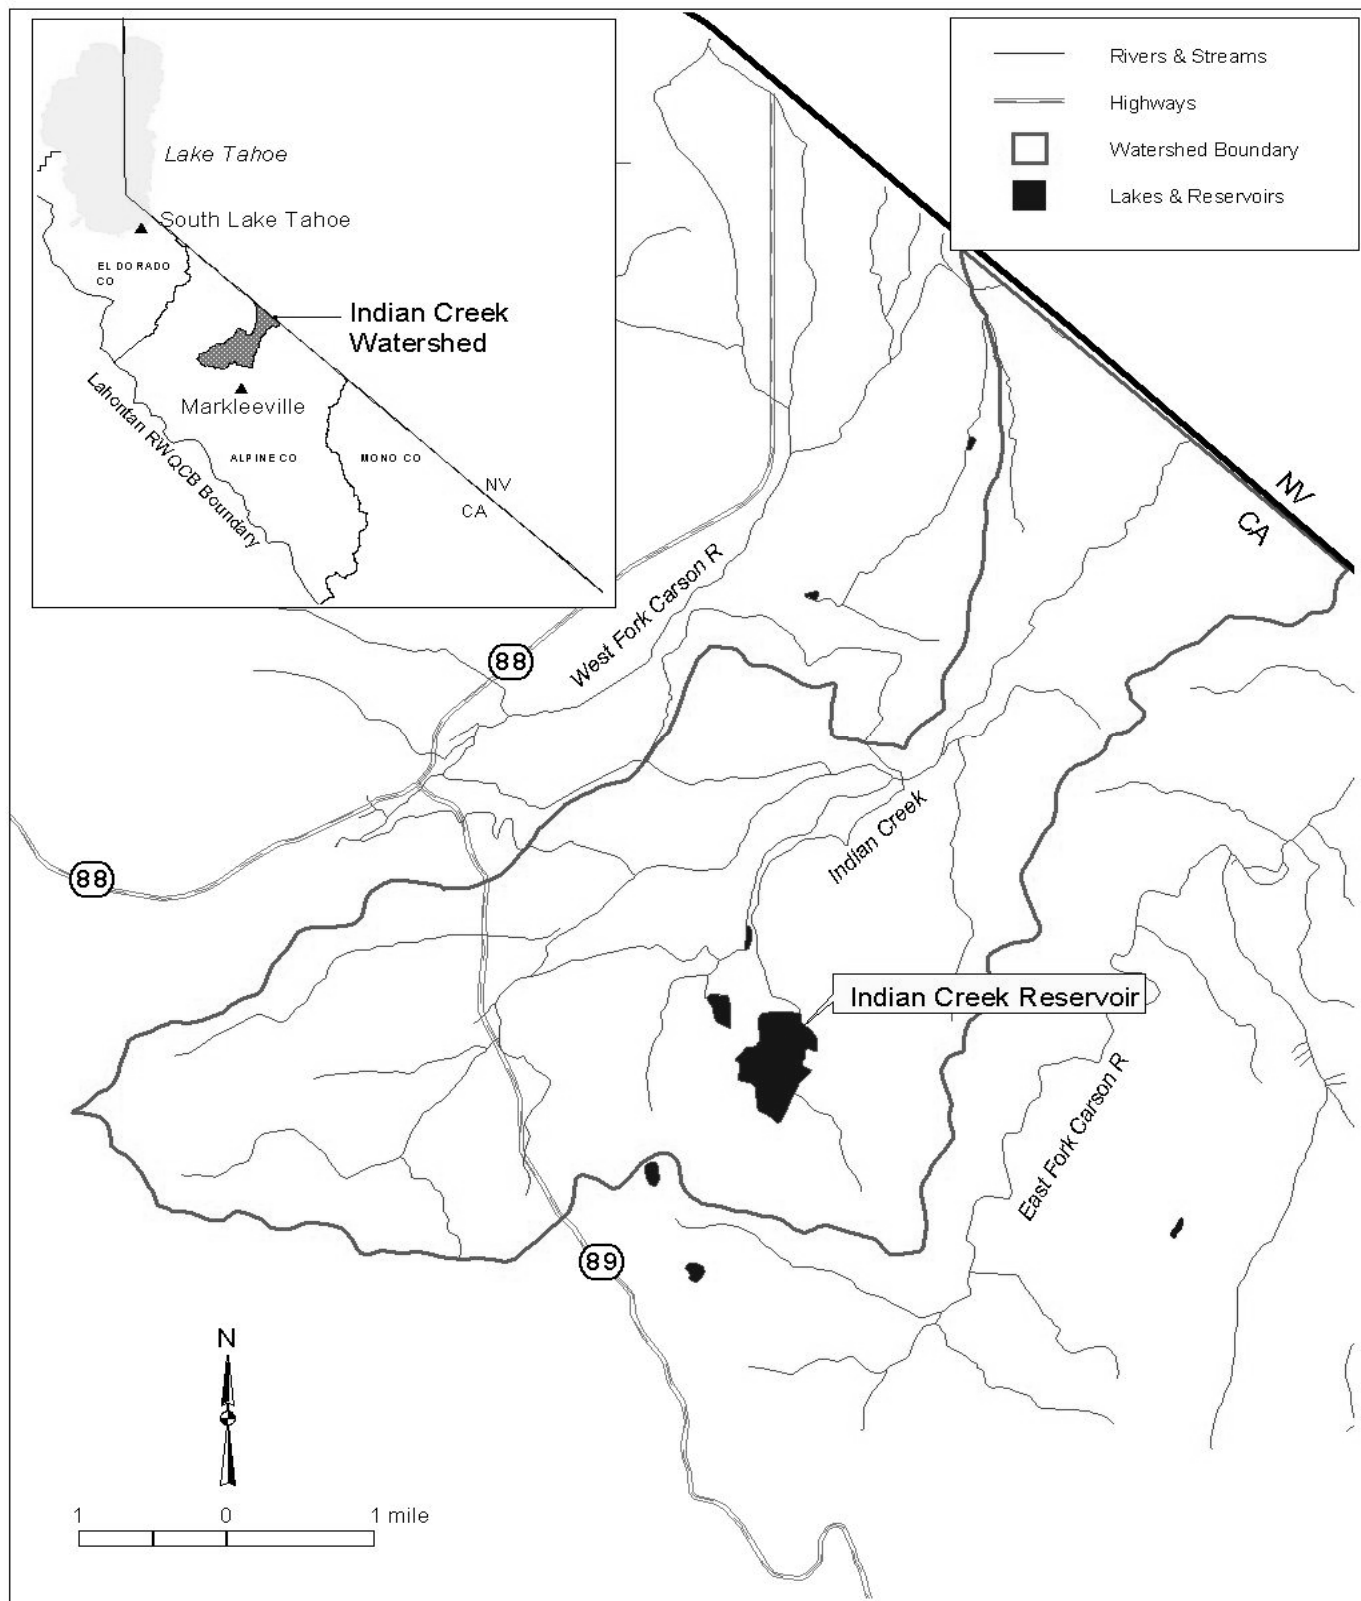 Lake Tahoe
South Lake Tahoe
EL DORADO
CO
Indian Creek
Watershed
Markleeville
Lahontan RWQCB Boundary
ALPINE CO
MONO CO
NV
CA
Rivers & Streams
Highways
Watershed Boundary
Lakes & Reservoirs
NV
CA
West Fork Carson R
88
88
Indian Creek
Indian Creek Reservoir
East Fork Carson R
89
N
1 0 1 mile